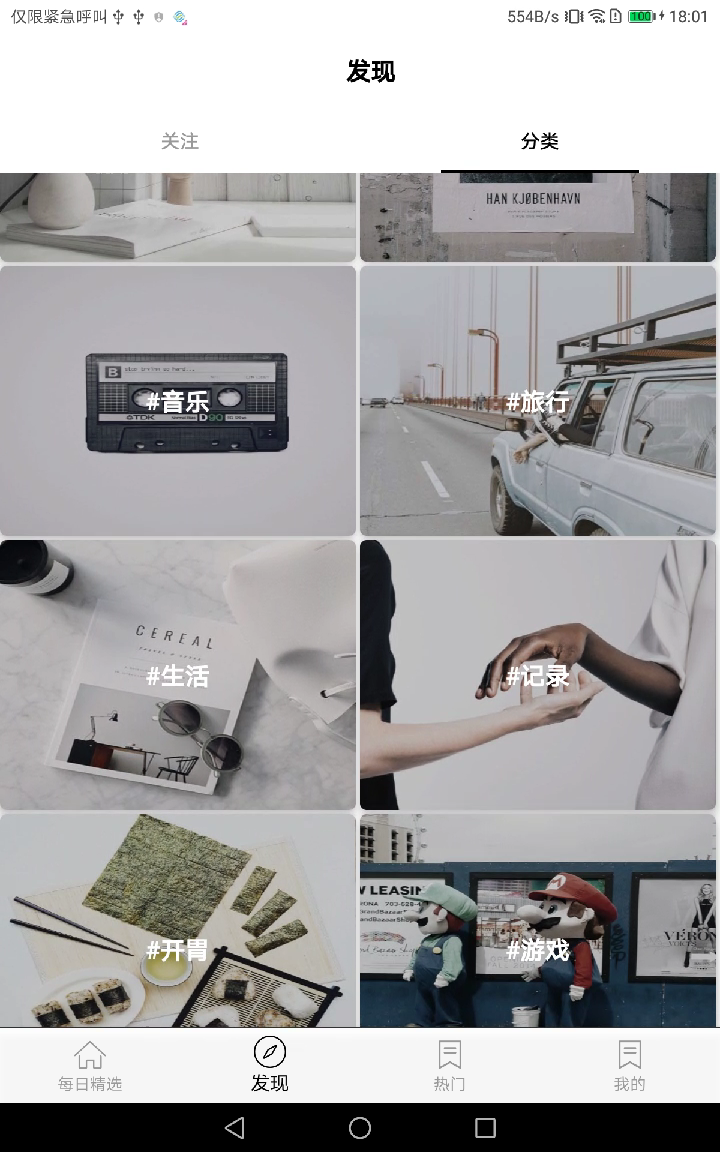 仅限紧急呼叫
554B/s
100
18:01
发现
关注
分类
HAN KJØBENHAVN
B
#音乐
TDK
D90
#旅行
CEREAL
#生活
#记录
W LEASIN
#开胃
#游戏
VERON
每日精选
发现
热门
我的